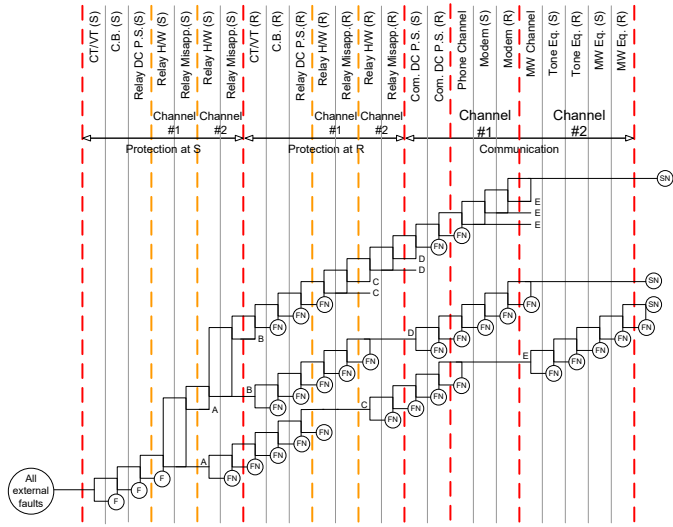 CT/VT (S)
C.B. (S)
Relay DC P.S.(S)
Relay H/W (S)
Relay Misapp.(S)
Relay H/W (S)
Relay Misapp.(S)
CT/VT (R)
C.B. (R)
Relay DC P.S.(R)
Relay H/W (R)
Relay Misapp.(R)
Relay H/W (R)
Relay Misapp.(R)
Com. DC P.S. (S)
Com. DC P.S. (R)
Phone Channel
Modem (S)
Modem (R)
MW Channel
Tone Eq. (S)
Tone Eq. (R)
MW Eq. (S)
MW Eq. (R)
Channel #1
Channel #2
Channel #1
Channel #2
Channel #1
Channel #2
Protection at S
Protection at R
Communication
SN
E
E
FN
FN E
FN
D
FN
D
FN
C
SN
FN
C
FN
FN
SN
FN
FN
FN
FN
D
FN
B
FN
FN
FN
FN
E
FN
FN
FN
FN
FN
FN
B
FN
FN
FN
FN
C
A
FN
FN
FN
FN
FN
FN
A
FN
FN
F
FN
All
external
faults
F
F